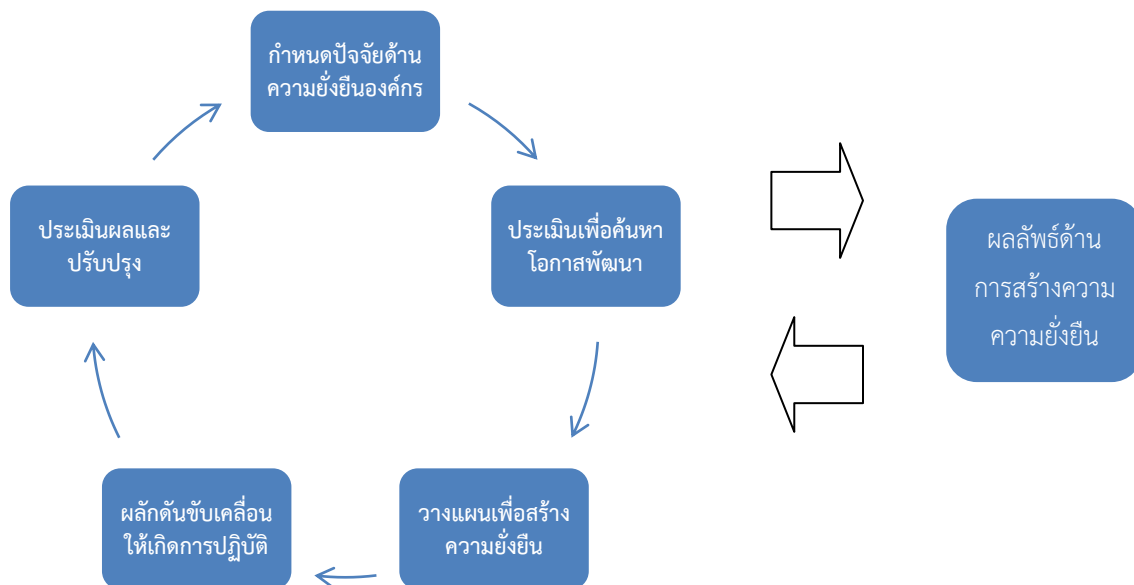 กำหนดปัจจัยด้าน
ความยั่งยืนองค์กร
ประเมินเพื่อค้นหา
โอกาสพัฒนา
วางแผนเพื่อสร้าง
ความยั่งยืน
ผลักดันขับเคลื่อน
ให้เกิดการปฏิบัติ
ประเมินผลและ
ปรับปรุง
ผลลัพธ์ด้าน
การสร้างความ
ความยั่งยืน